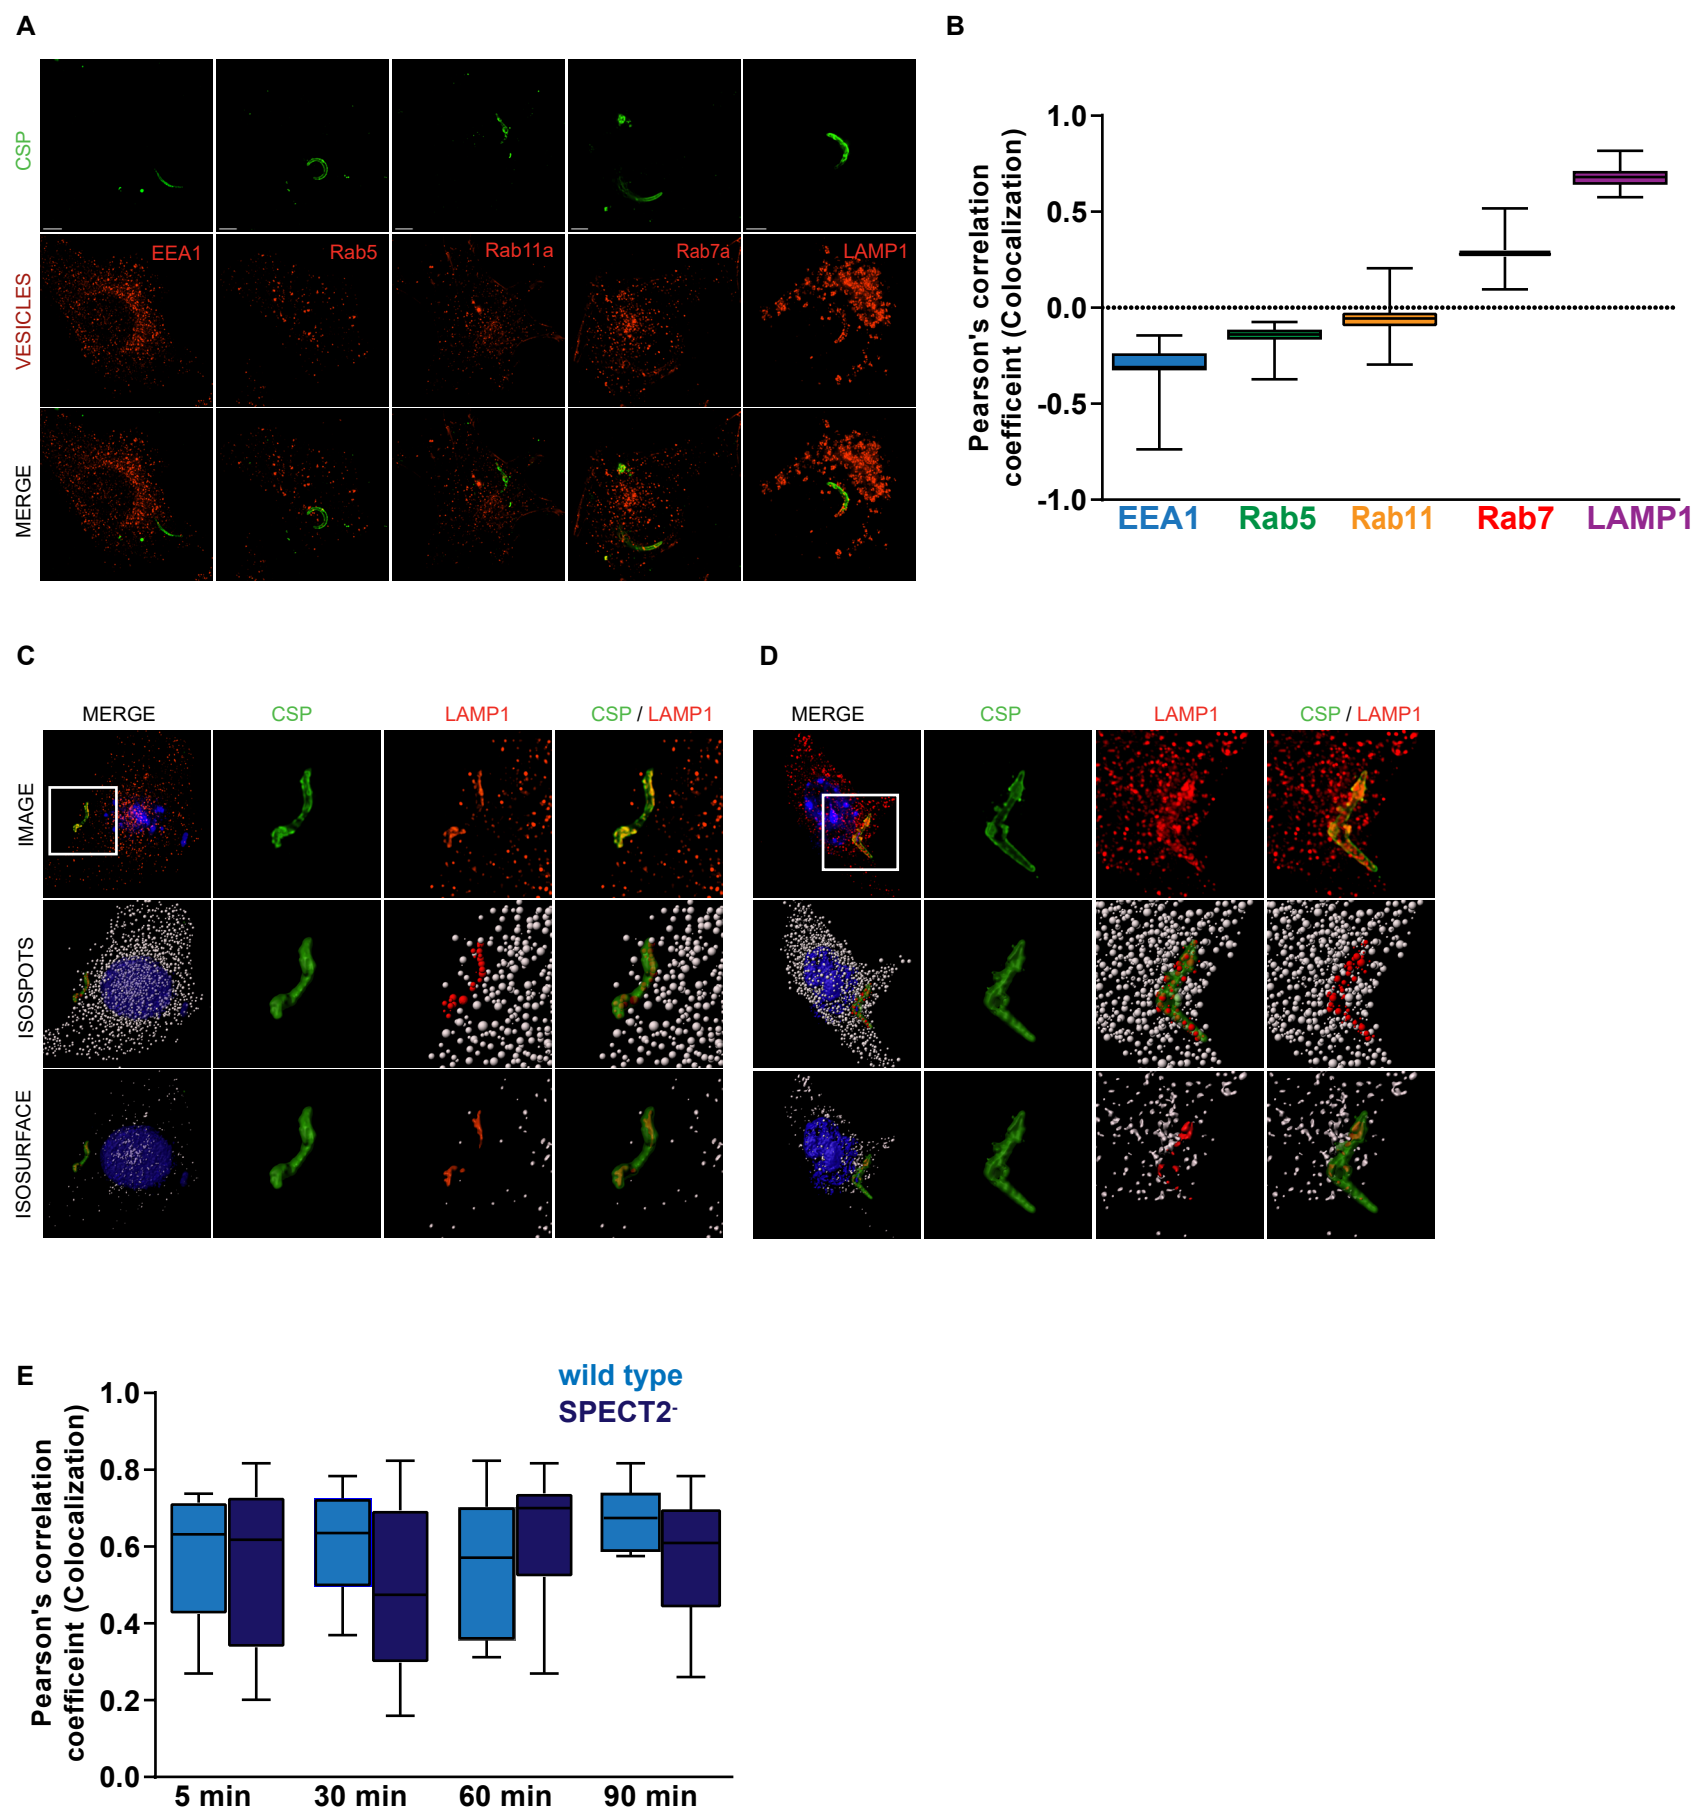 A
CSP
VESICLES
MERGE
EEA1
Rab5
Rab11a
Rab7a
LAMP1
B
Pearson's correlation
coefficeint (Colocalization)
1.0
0.5
0.0
-0.5
-1.0
EEA1
Rab5
Rab11
Rab7
LAMP1
C
MERGE
CSP
LAMP1
CSP / LAMP1
IMAGE
ISOSPOTS
ISOSURFACE
D
MERGE
CSP
LAMP1
CSP / LAMP1
E
wild type
SPECT2-
Pearson's correlation
coefficeint (Colocalization)
1.0
0.8
0.6
0.4
0.2
0.0
5 min
30 min
60 min
90 min